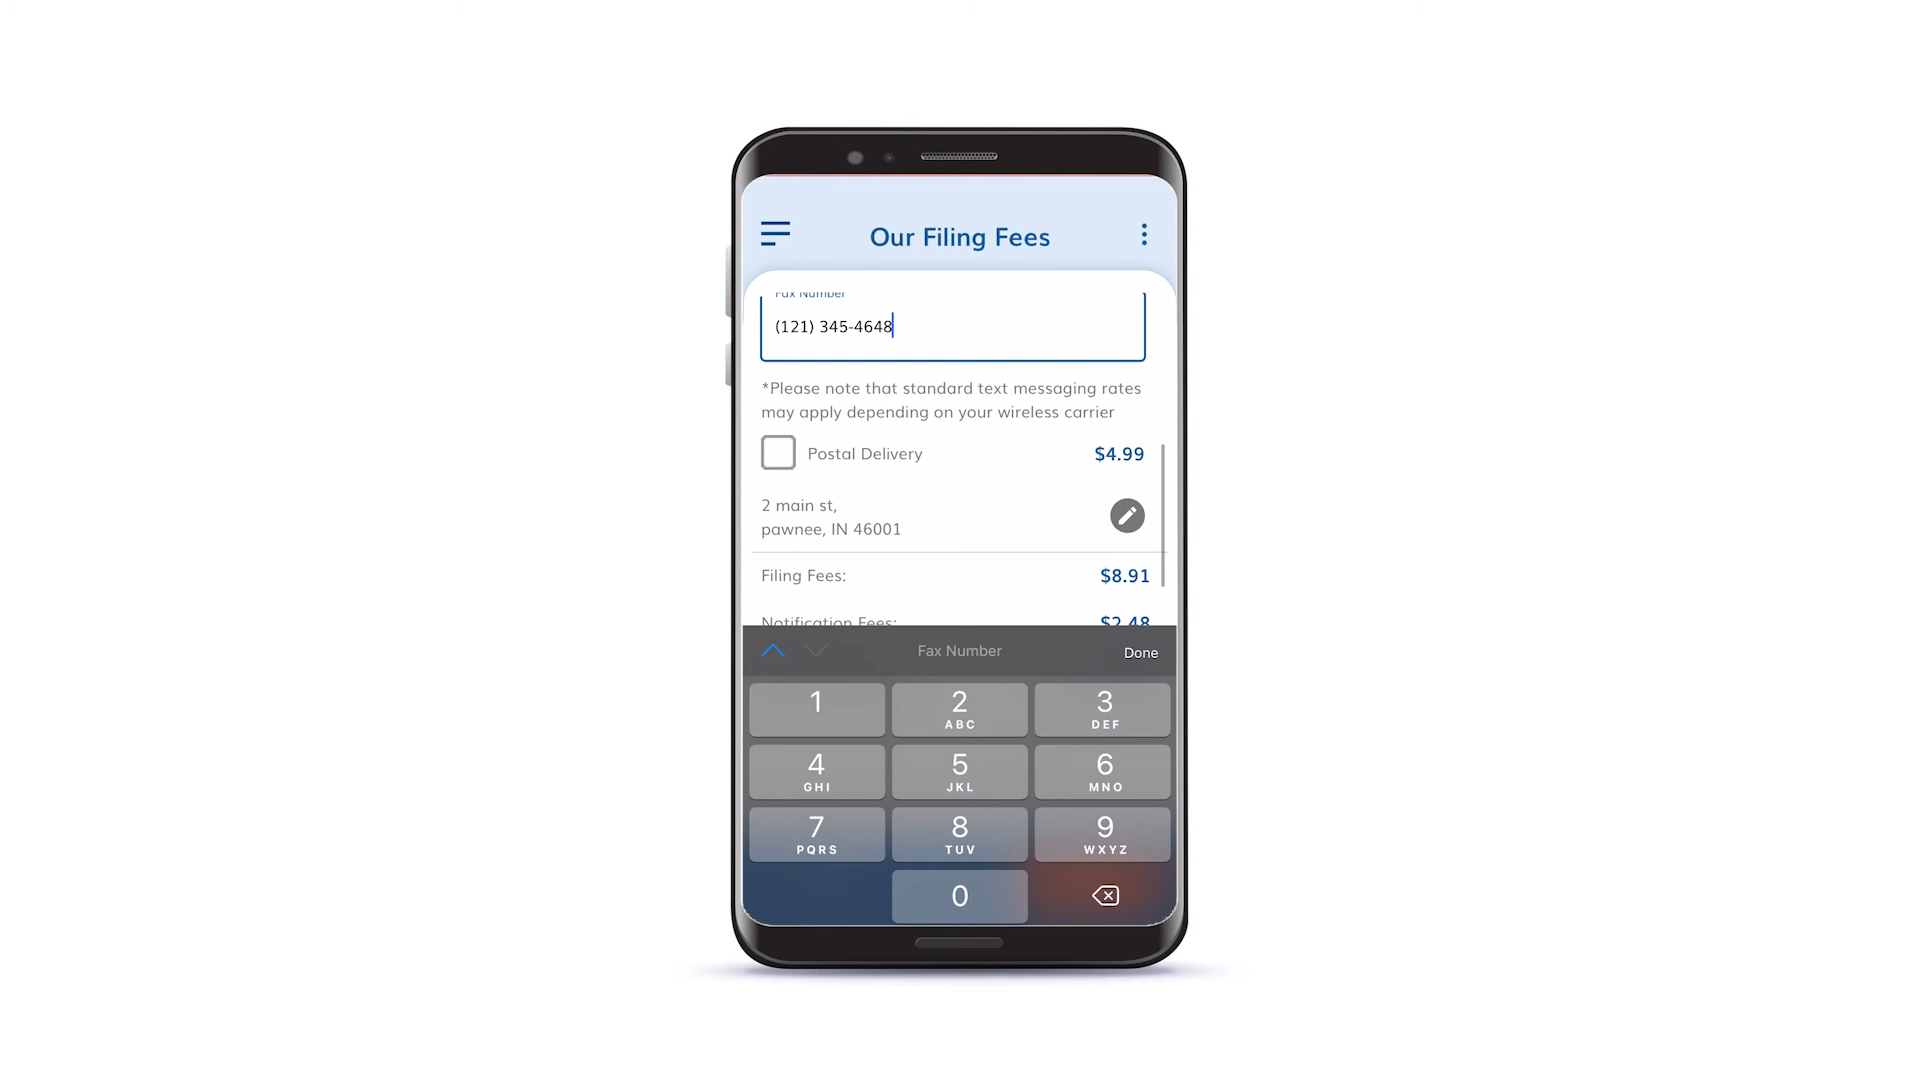 Our Filing Fees
Fax Number
(121) 345-4648
*Please note that standard text messaging rates
may apply depending on your wireless carrier
Postal Delivery $4.99
2 main st,
pawnee, IN 46001
Filing Fees: $8.91
Notification Fees: $2.48
Fax Number Done
1 2 3
ABC DEF
4 5 6
GHI JKL MNO
7 8 9
PQRS TUV WXYZ
0